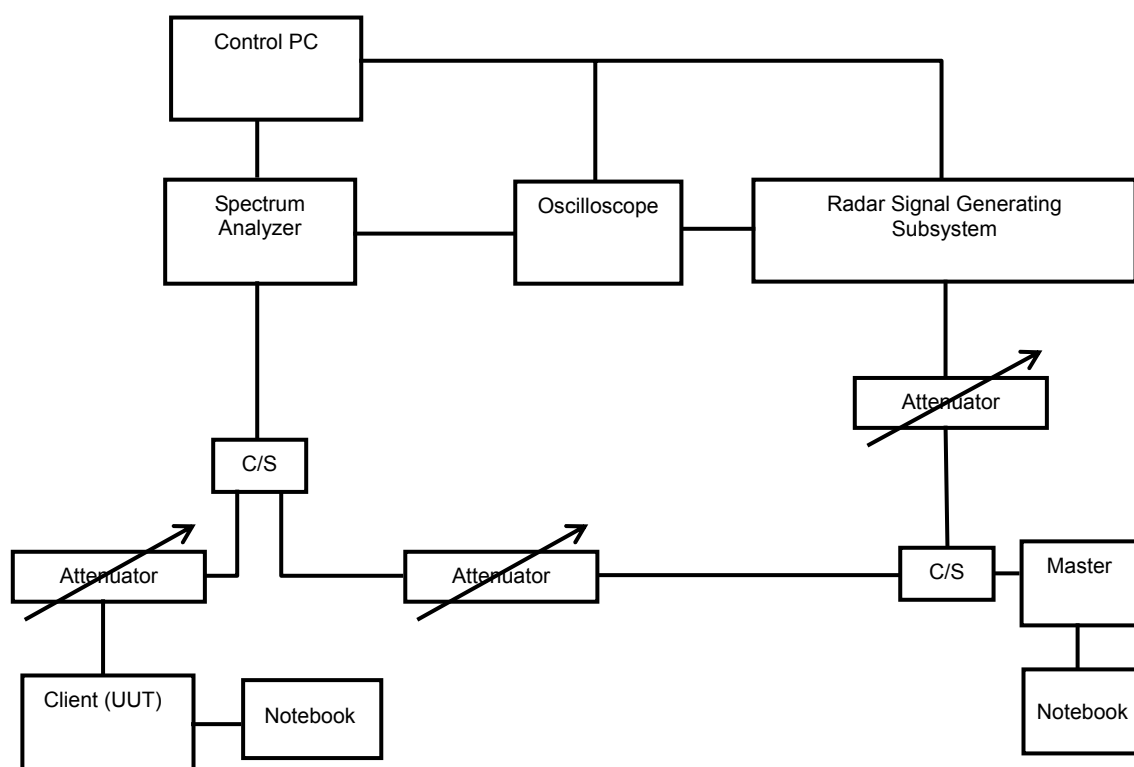 Control PC
Spectrum
Analyzer
Oscilloscope
Radar Signal Generating
Subsystem
Attenuator
C/S
Attenuator
Attenuator
C/S
Master
Client (UUT)
Notebook
Notebook